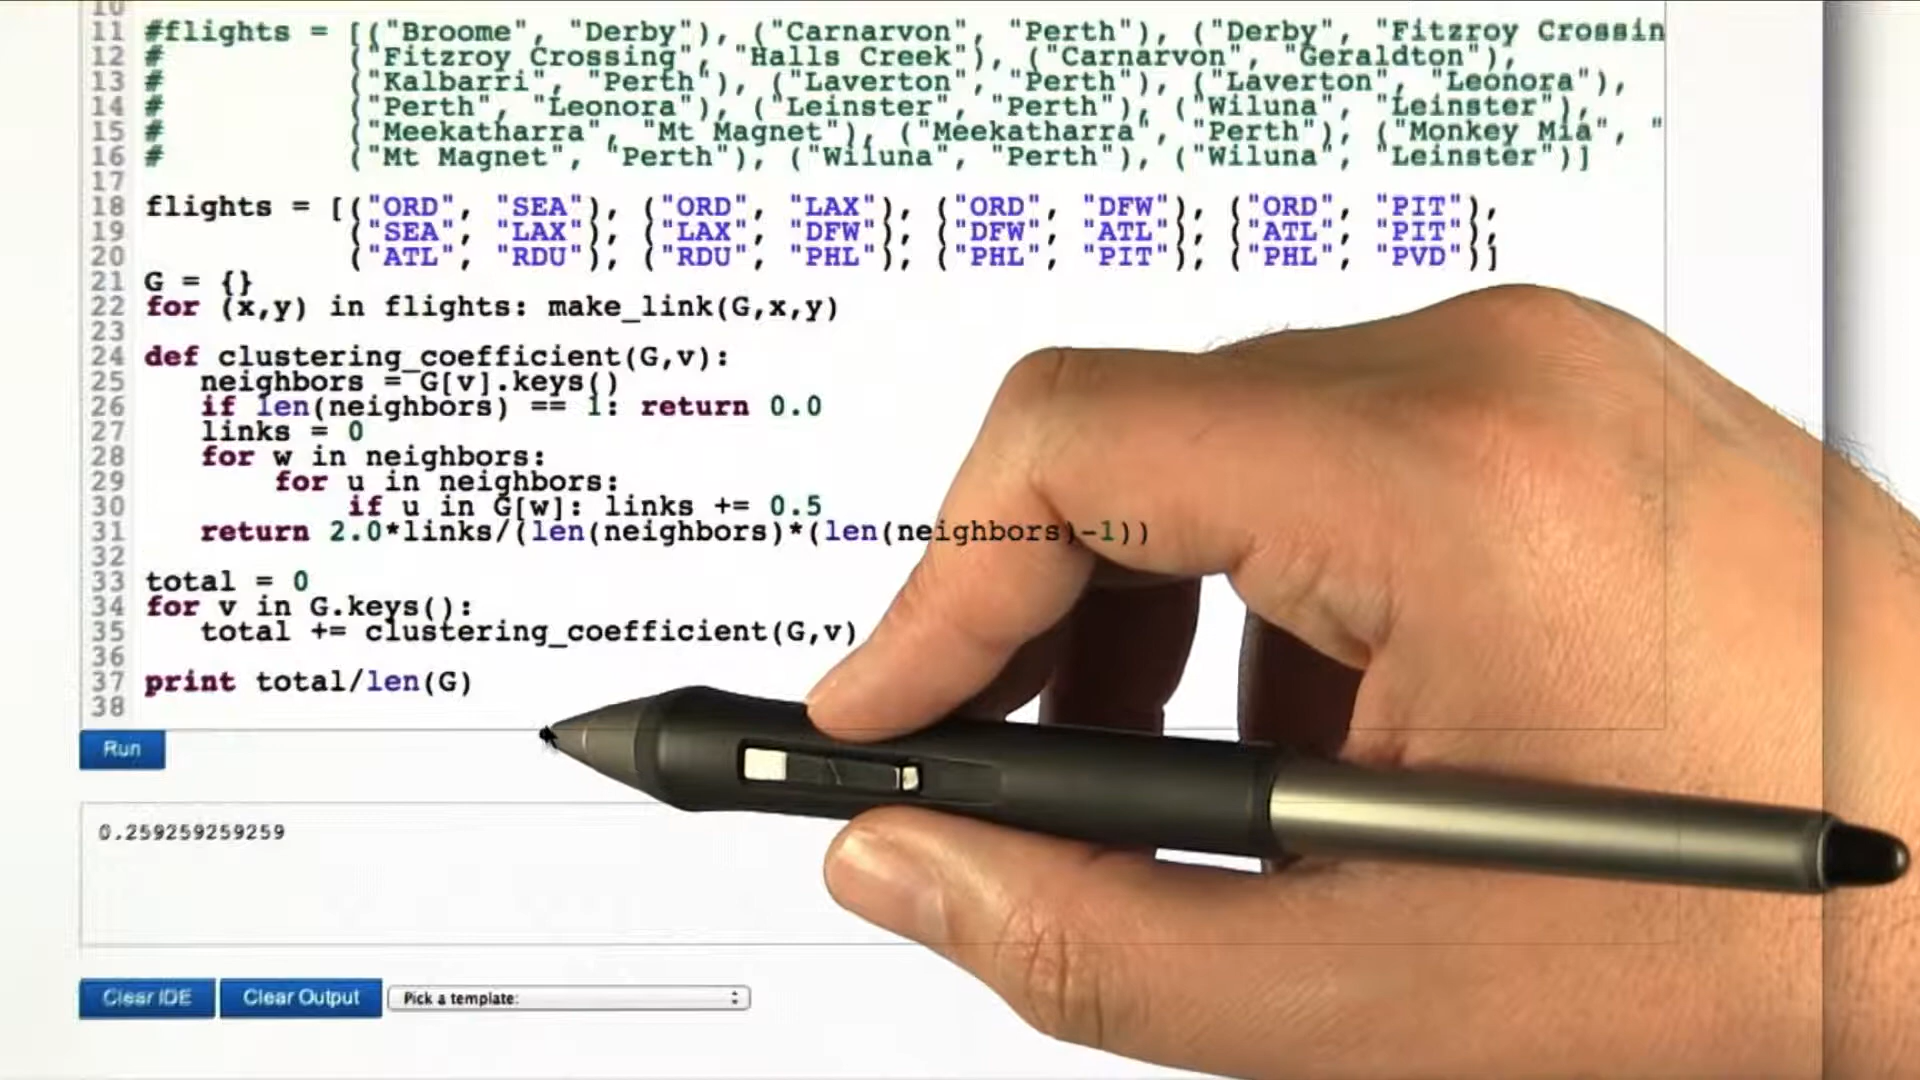 10
11 #flights = [("Broome", "Derby"), ("Carnarvon", "Perth"), ("Derby", "Fitzroy Crossin
12 # ("Fitzroy Crossing", "Halls Creek"), ("Carnarvon", "Geraldton"),
13 # ("Kalbarri", "Perth"), ("Laverton", "Perth"), ("Laverton", "Leonora"),
14 # ("Perth", "Leonora"), ("Leinster", "Perth"), ("Wiluna", "Leinster"),
15 # ("Meekatharra", "Mt Magnet"), ("Meekatharra", "Perth"), ("Monkey Mia", "
16 # ("Mt Magnet", "Perth"), ("Wiluna", "Perth"), ("Wiluna", "Leinster")]
17
18 flights = [("ORD", "SEA"), ("ORD", "LAX"), ("ORD", "DFW"), ("ORD", "PIT"),
19 ("SEA", "LAX"), ("LAX", "DFW"), ("DFW", "ATL"), ("ATL", "PIT"),
20 ("ATL", "RDU"), ("RDU", "PHL"), ("PHL", "PIT"), ("PHL", "PVD")]
21 G = {}
22 for (x,y) in flights: make_link(G,x,y)
23
24 def clustering_coefficient(G,v):
25 neighbors = G[v].keys()
26 if len(neighbors) == 1: return 0.0
27 links = 0
28 for w in neighbors:
29 for u in neighbors:
30 if u in G[w]: links += 0.5
31 return 2.0*links/(len(neighbors)*(len(neighbors)-1))
32
33 total = 0
34 for v in G.keys():
35 total += clustering_coefficient(G,v)
36
37 print total/len(G)
38
Run
0.259259259259
Clear IDE Clear Output Pick a template: